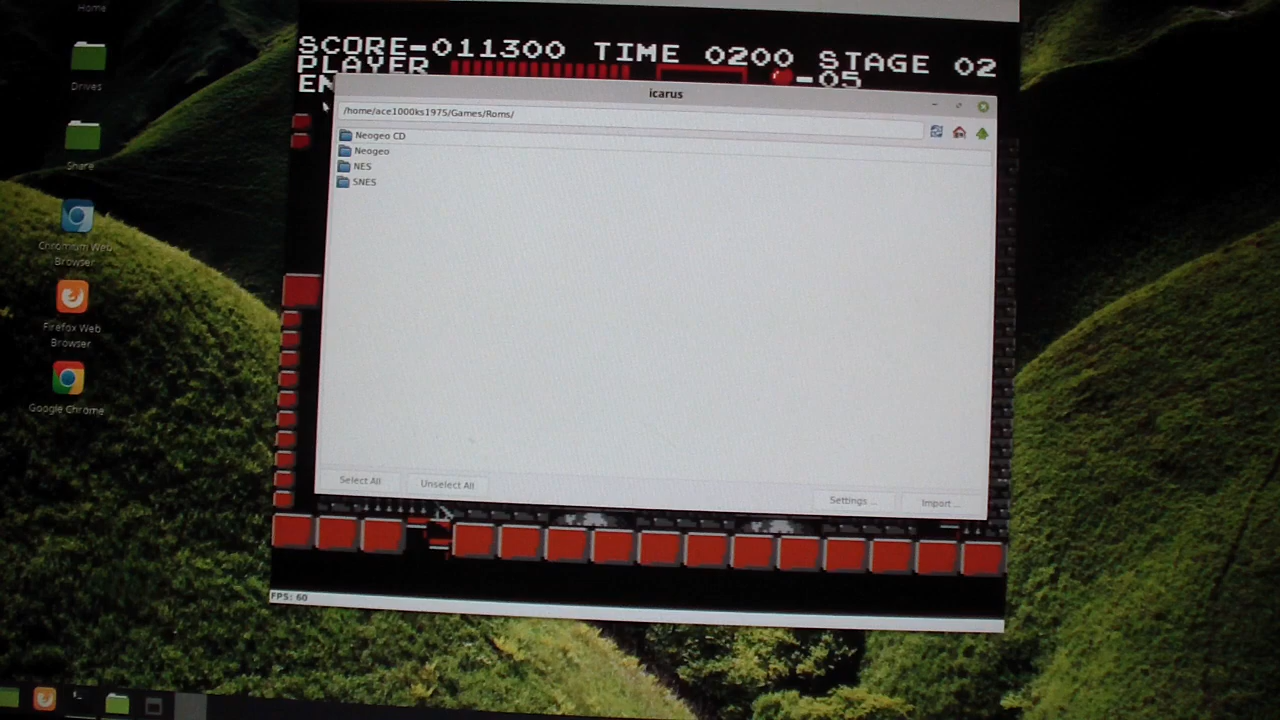 Home
Drives
Share
Chromium Web
Browser
Firefox Web
Browser
Google Chrome
SCORE-011300 TIME 0200 STAGE 02
PLAYER
-05
EN
icarus
/home/ace1000ks1975/Games/Roms/
Neogeo CD
Neogeo
NES
SNES
Select All
Unselect All
Settings ...
Import ...
FPS: 60